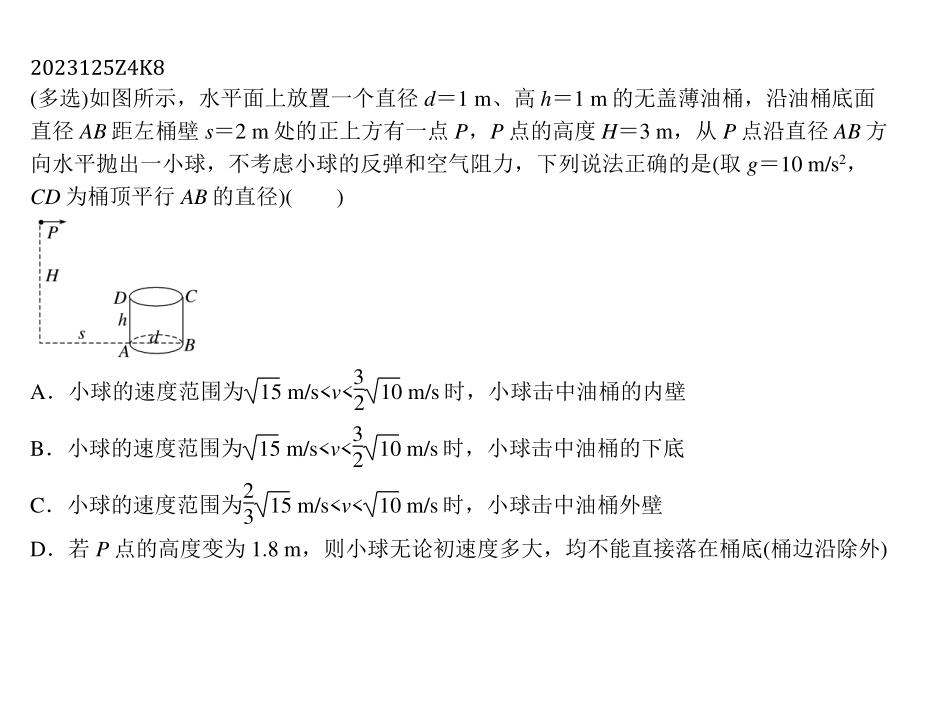 2023125Z4K8
(多选)如图所示，水平面上放置一个直径 d＝1 m、高 h＝1 m 的无盖薄油桶，沿油桶底面
直径 AB 距左桶壁 s＝2 m 处的正上方有一点 P，P 点的高度 H＝3 m，从 P 点沿直径 AB 方
向水平抛出一小球，不考虑小球的反弹和空气阻力，下列说法正确的是(取 g＝10 m/s²，
CD 为桶顶平行 AB 的直径)(　　)
P
H
D
C
h
s
d
A
B
A．小球的速度范围为√15 m/s<v<3/2√10 m/s 时，小球击中油桶的内壁
B．小球的速度范围为√15 m/s<v<3/2√10 m/s 时，小球击中油桶的下底
C．小球的速度范围为2/3√15 m/s<v<√10 m/s 时，小球击中油桶外壁
D．若 P 点的高度变为 1.8 m，则小球无论初速度多大，均不能直接落在桶底(桶边沿除外)